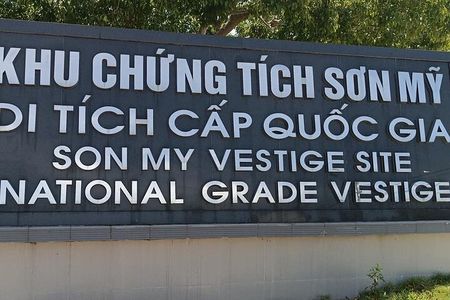 KHU CHỨNG TÍCH SƠN MỸ
DI TÍCH CẤP QUỐC GIA
SON MY VESTIGE SITE
NATIONAL GRADE VESTIGE